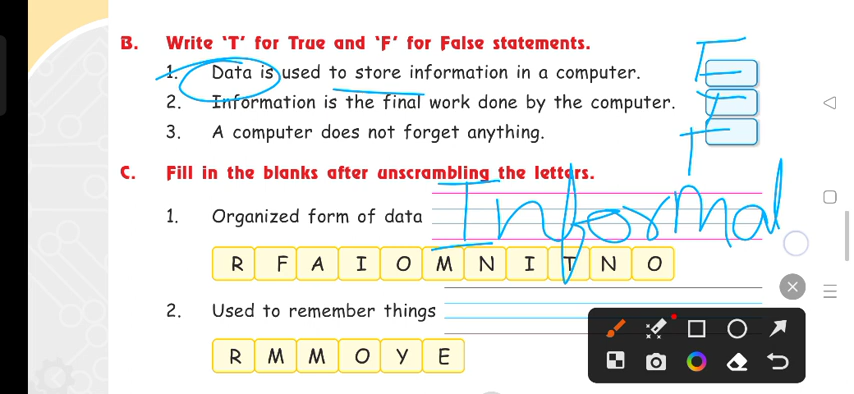 B. Write 'T' for True and 'F' for False statements.
1. Data is used to store information in a computer. F
2. Information is the final work done by the computer.
3. A computer does not forget anything. T
C. Fill in the blanks after unscrambling the letters.
1. Organized form of data Informa
R F A I O M N I T N O
2. Used to remember things
R M M O Y E